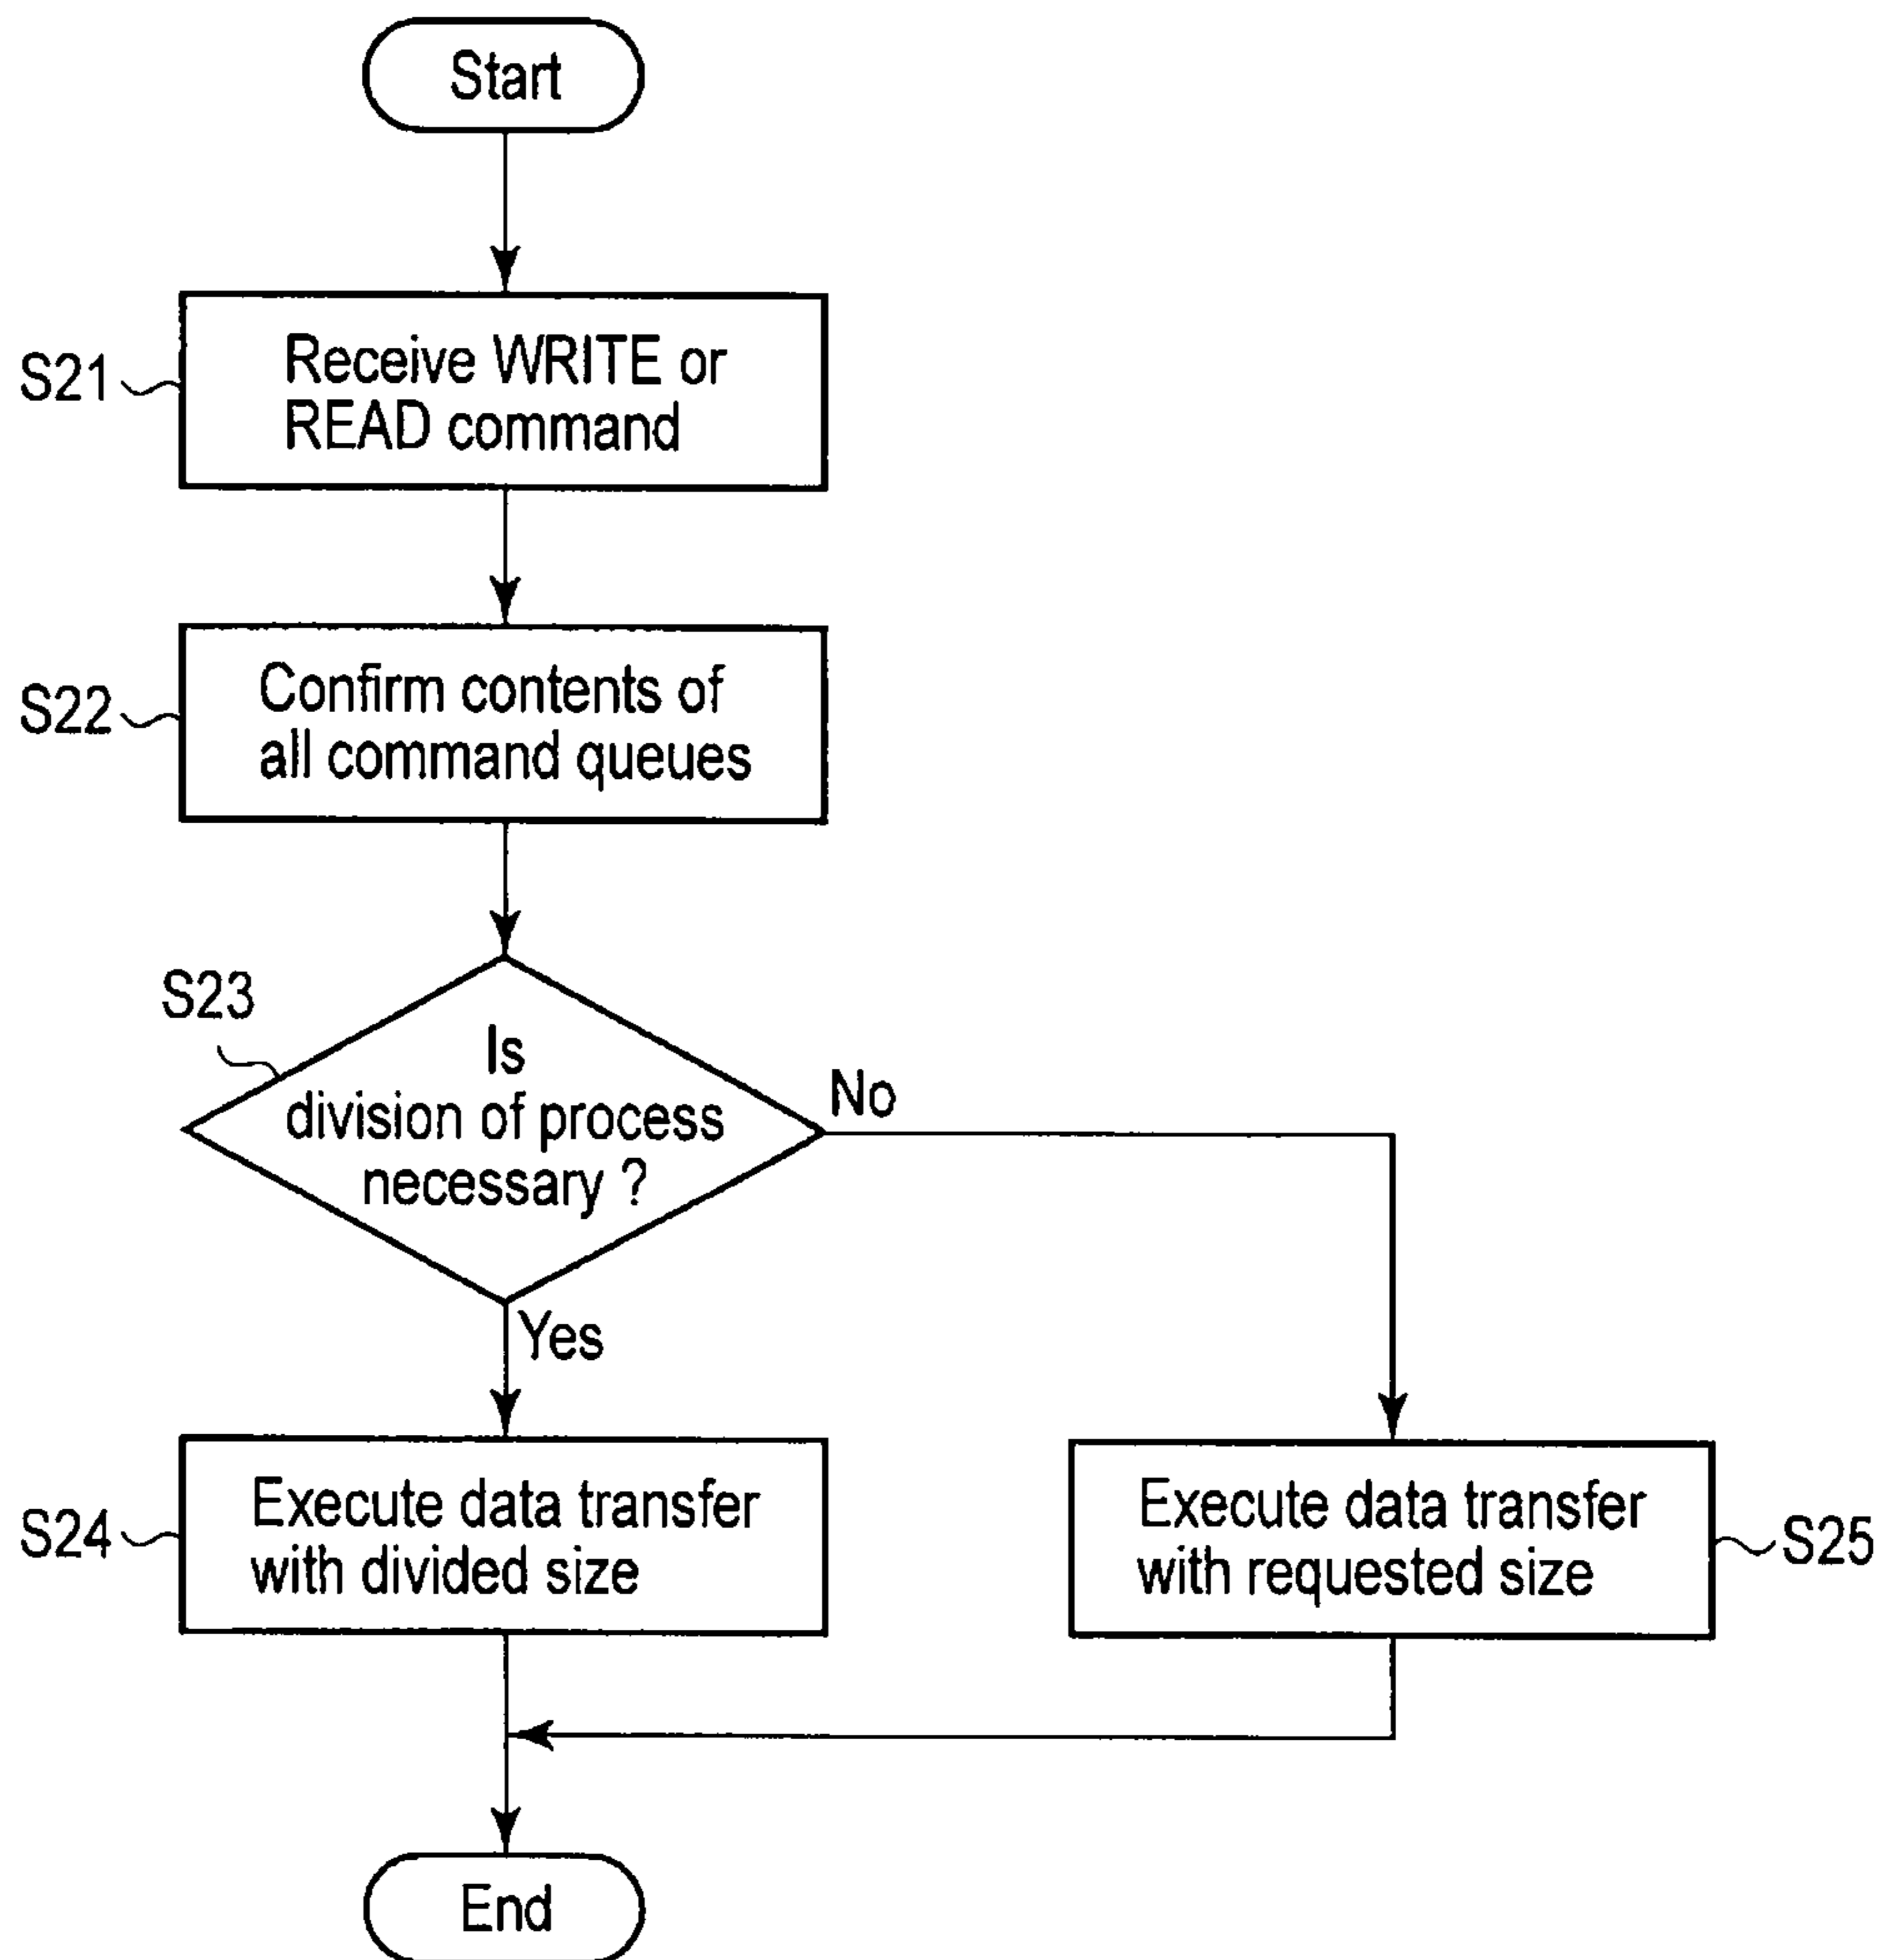 Start
S21
Receive WRITE or
READ command
S22
Confirm contents of
all command queues
S23
Is
division of process
necessary ?
No
Yes
S24
Execute data transfer
with divided size
Execute data transfer
with requested size
S25
End